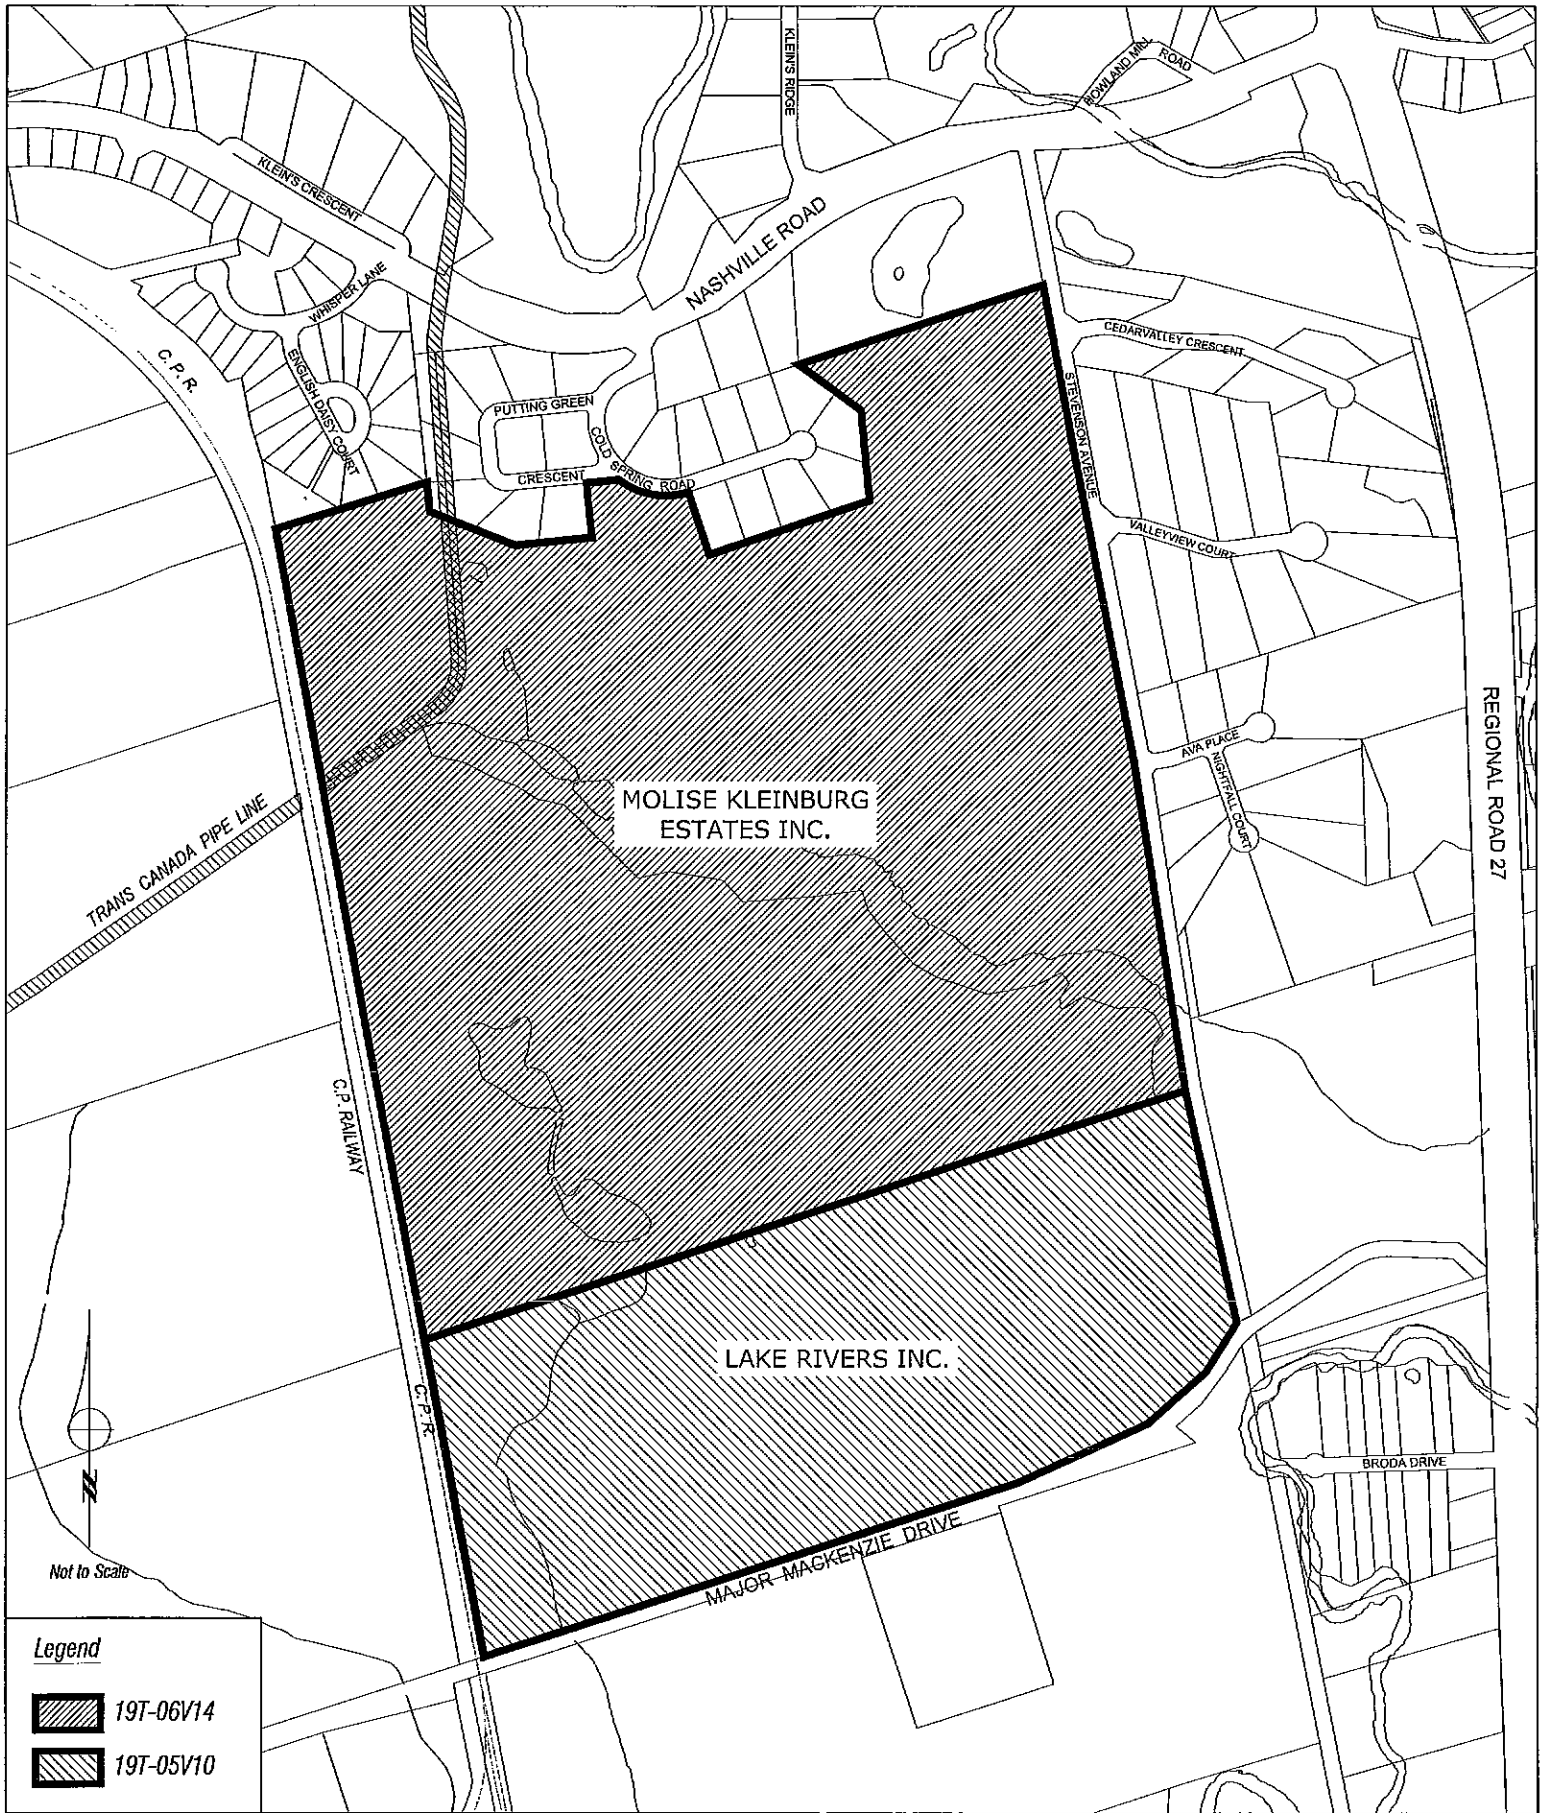 KLEIN'S RIDGE
HOWLAND MILL
ROAD
KLEIN'S CRESCENT
NASHVILLE ROAD
WHISPER LANE
ENGLISH DAISY COURT
C.P.R.
CEDARVALLEY CRESCENT
PUTTING GREEN
CRESCENT
COLD SPRING ROAD
STEVENSON AVENUE
VALLEYVIEW COURT
REGIONAL ROAD 27
AVA PLACE
NIGHTFALL COURT
MOLISE KLEINBURG
ESTATES INC.
TRANS CANADA PIPE LINE
C.P. RAILWAY
LAKE RIVERS INC.
C.P.R.
BRODA DRIVE
MAJOR MACKENZIE DRIVE
N
Not to Scale
Legend
19T-06V14
19T-05V10